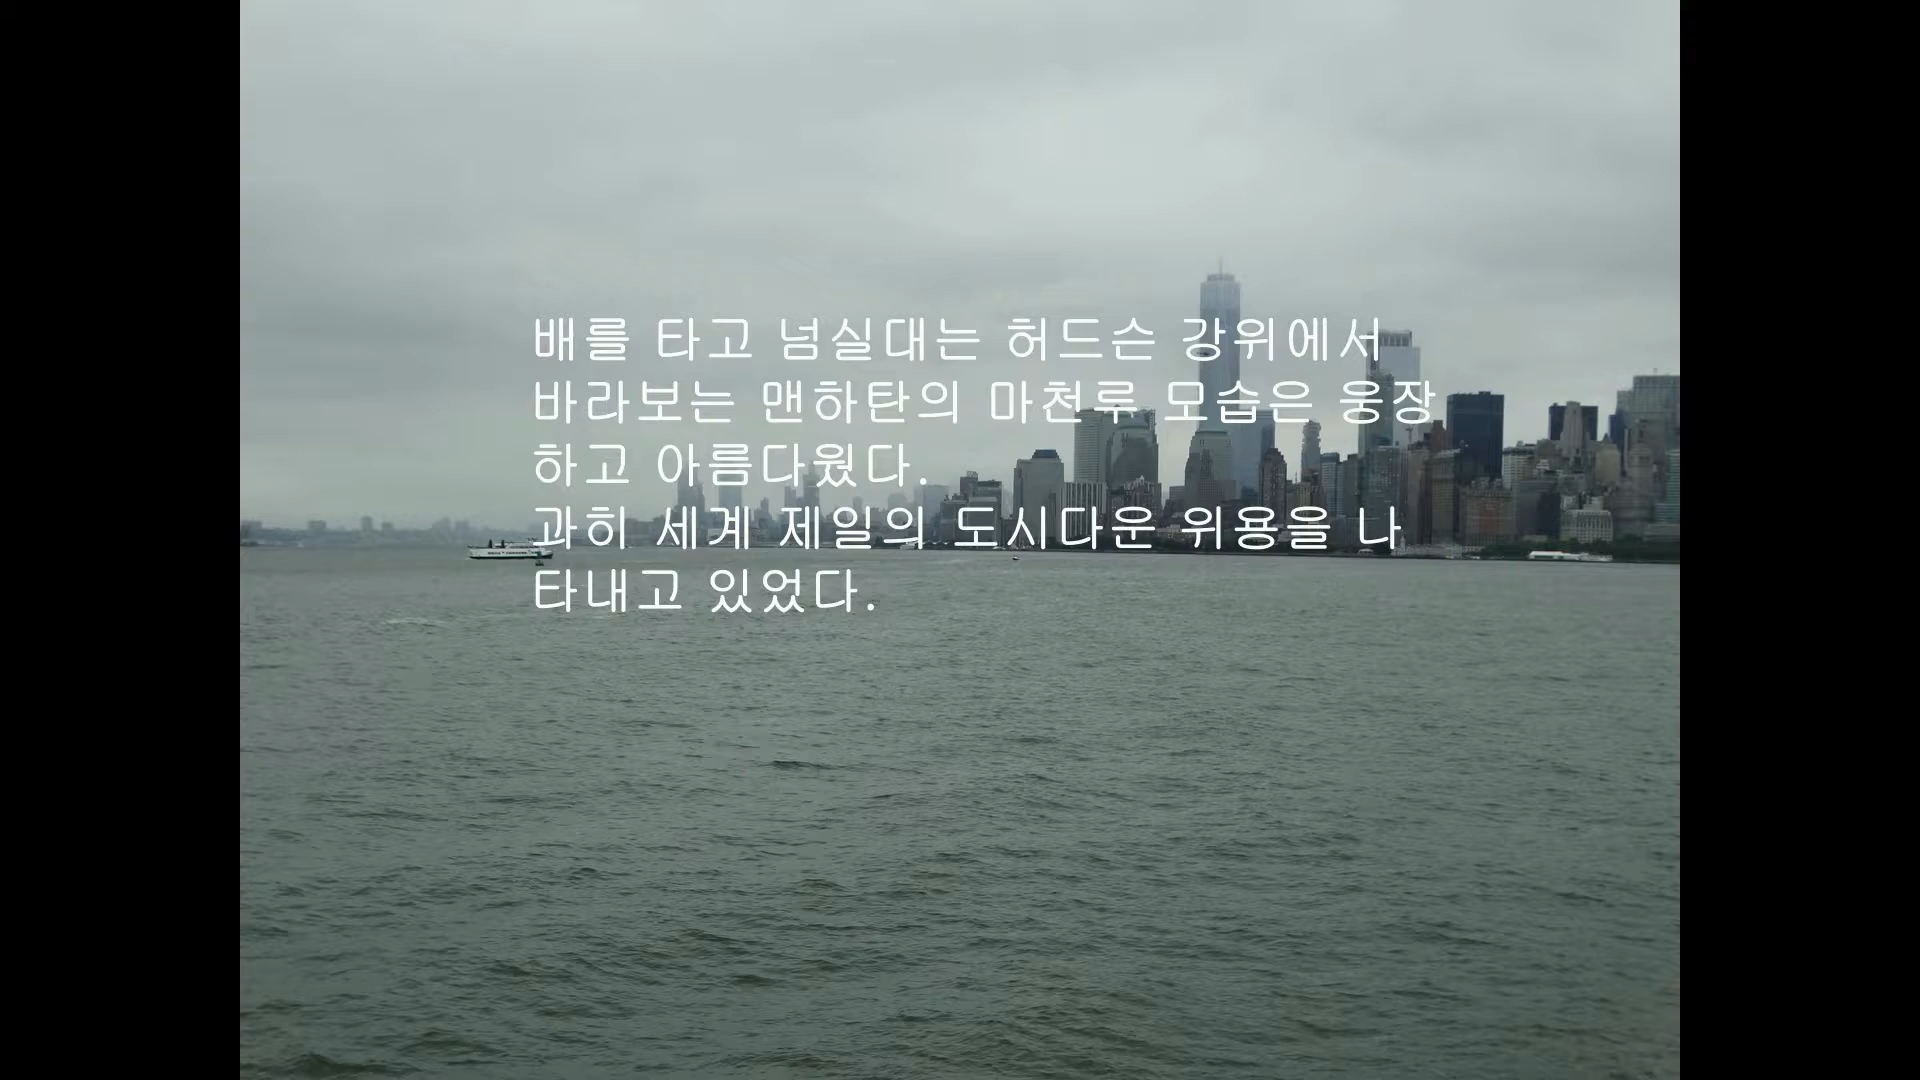 배를 타고 넘실대는 허드슨 강위에서
바라보는 맨하탄의 마천루 모습은 웅장
하고 아름다웠다.
과히 세계 제일의 도시다운 위용을 나
타내고 있었다.